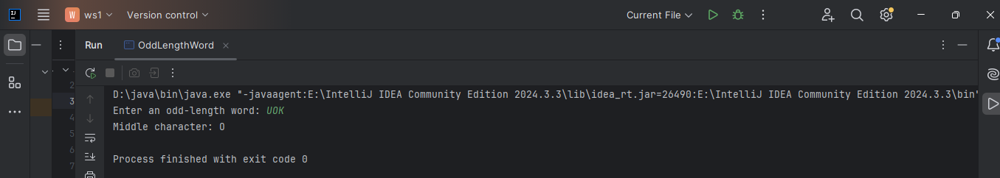 W ws1 Version control Current File
Run OddLengthWord
2
D:\java\bin\java.exe "-javaagent:E:\IntelliJ IDEA Community Edition 2024.3.3\lib\idea_rt.jar=26490:E:\IntelliJ IDEA Community Edition 2024.3.3\bin"
3
Enter an odd-length word: UOK
4
Middle character: O
5
6
Process finished with exit code 0
7